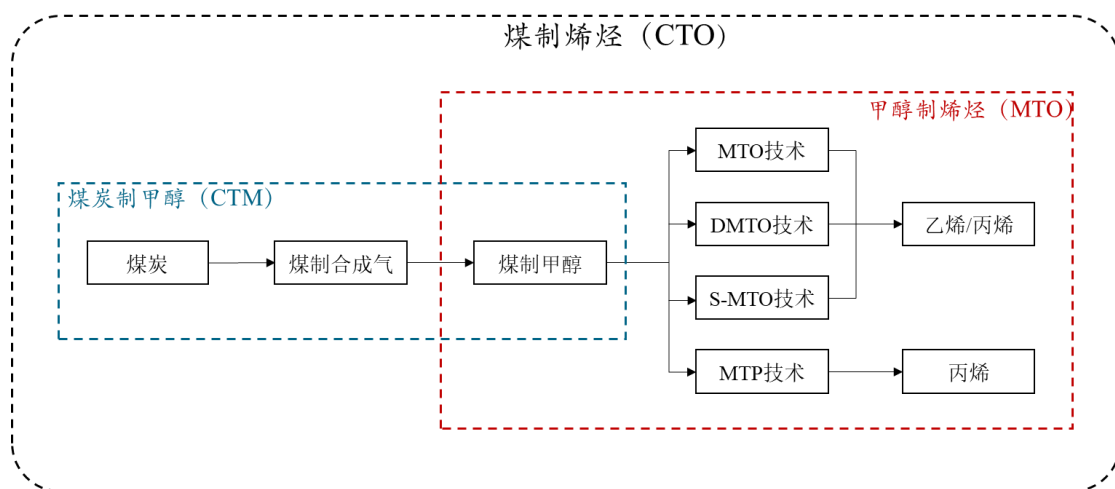 煤制烯烃（CTO）
甲醇制烯烃（MTO）
MTO技术
煤炭制甲醇（CTM）
DMTO技术
乙烯/丙烯
煤炭
煤制合成气
煤制甲醇
S-MTO技术
MTP技术
丙烯